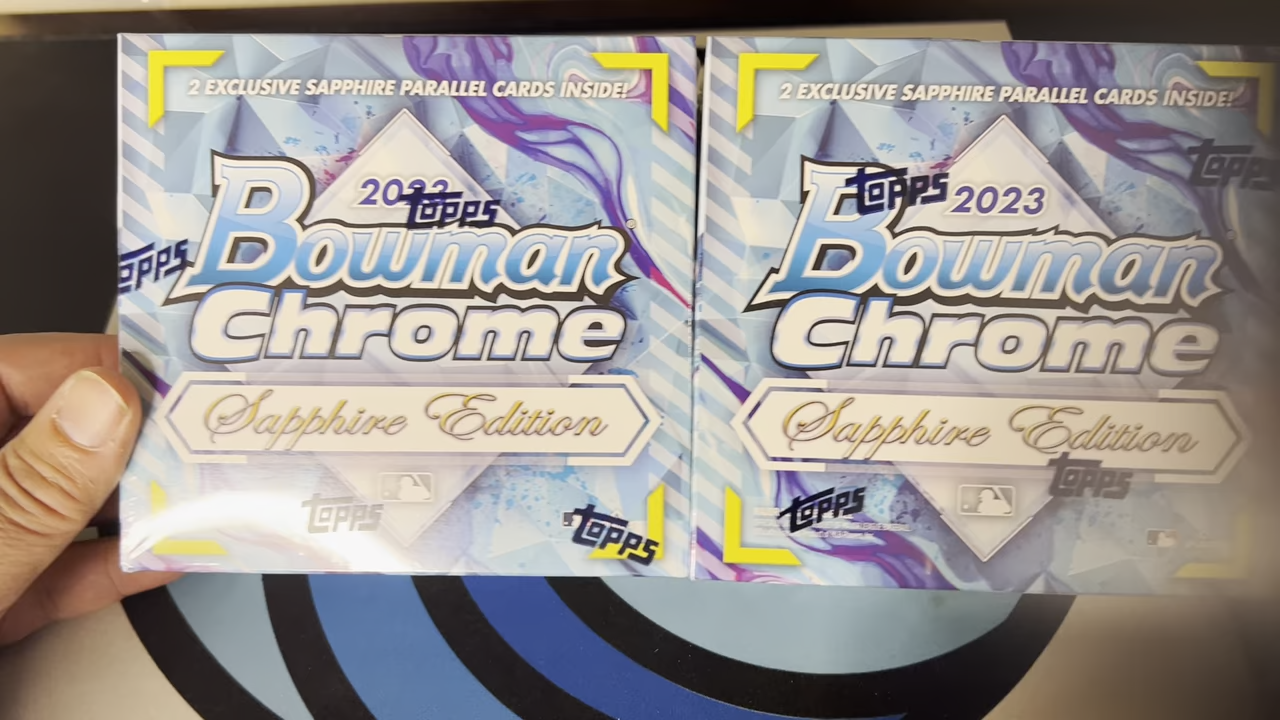 2 EXCLUSIVE SAPPHIRE PARALLEL CARDS INSIDE!
2023
topps
topps
Bowman
Chrome
Sapphire Edition
topps
topps
2 EXCLUSIVE SAPPHIRE PARALLEL CARDS INSIDE!
topps
topps
2023
Bowman
Chrome
Sapphire Edition
topps
topps